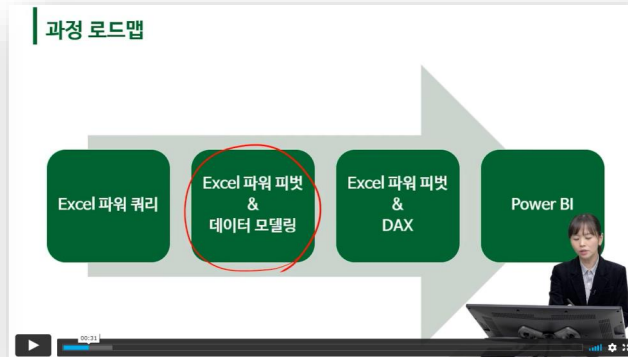 과정 로드맵
Excel 파워 쿼리
Excel 파워 피벗
&
데이터 모델링
Excel 파워 피벗
&
DAX
Power BI
00:31